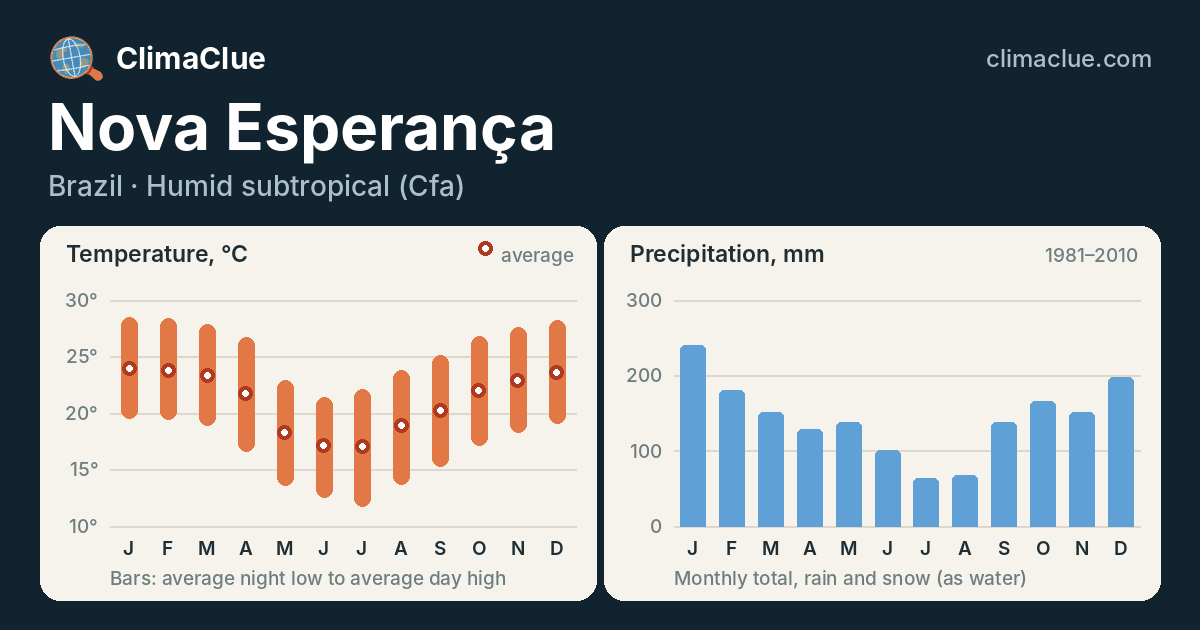 ClimaClue
climaclue.com
Nova Esperança
Brazil · Humid subtropical (Cfa)
Temperature, °C
average
30°
25°
20°
15°
10°
J F M A M J J A S O N D
Bars: average night low to average day high
Precipitation, mm
1981–2010
300
200
100
0
J F M A M J J A S O N D
Monthly total, rain and snow (as water)